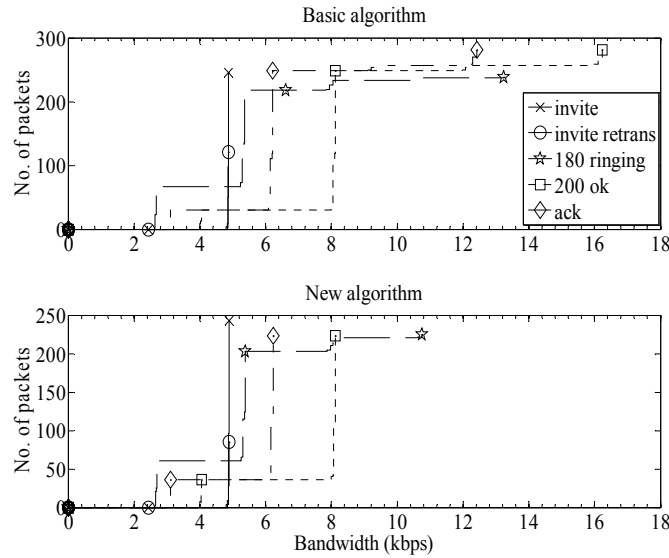 Basic algorithm
No. of packets
300
200
100
0
0 2 4 6 8 10 12 14 16 18
invite
invite retrans
180 ringing
200 ok
ack
New algorithm
No. of packets
250
200
150
100
50
0
0 2 4 6 8 10 12 14 16 18
Bandwidth (kbps)